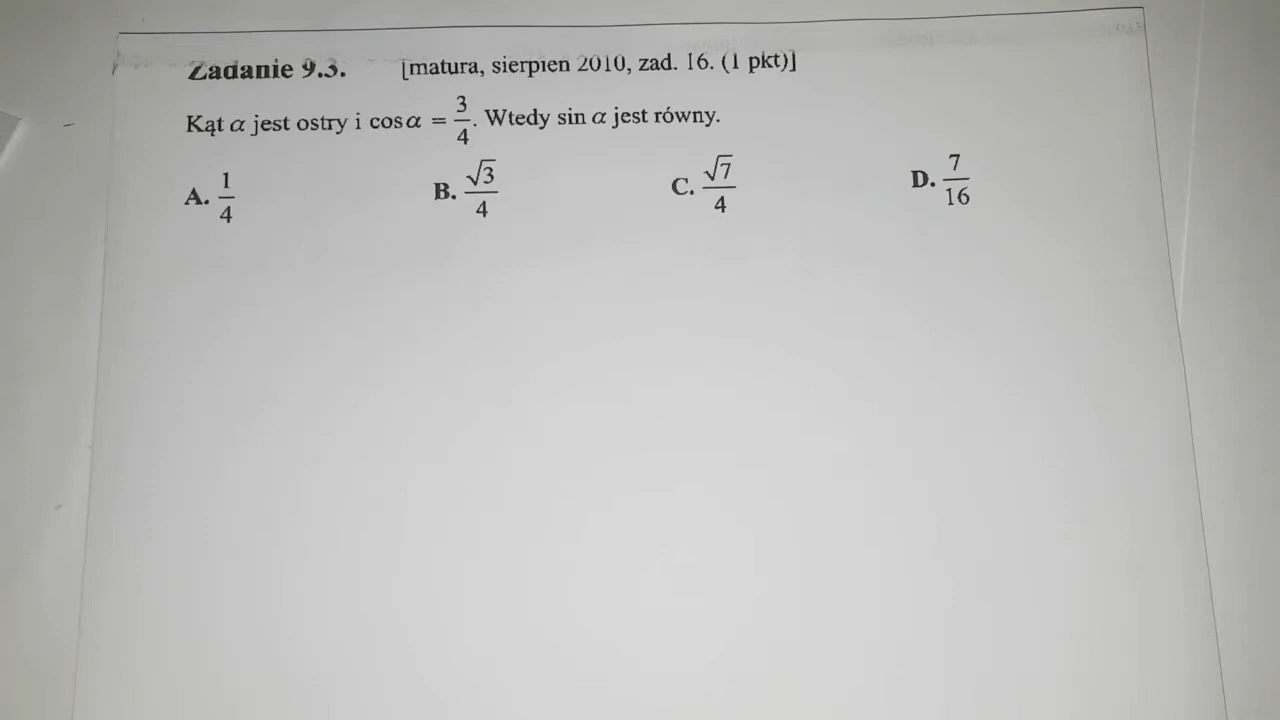 Zadanie 9.3. [matura, sierpień 2010, zad. 16. (1 pkt)]
Kąt α jest ostry i cos α = 3/4. Wtedy sin α jest równy.
A. 1/4 B. √3/4 C. √7/4 D. 7/16